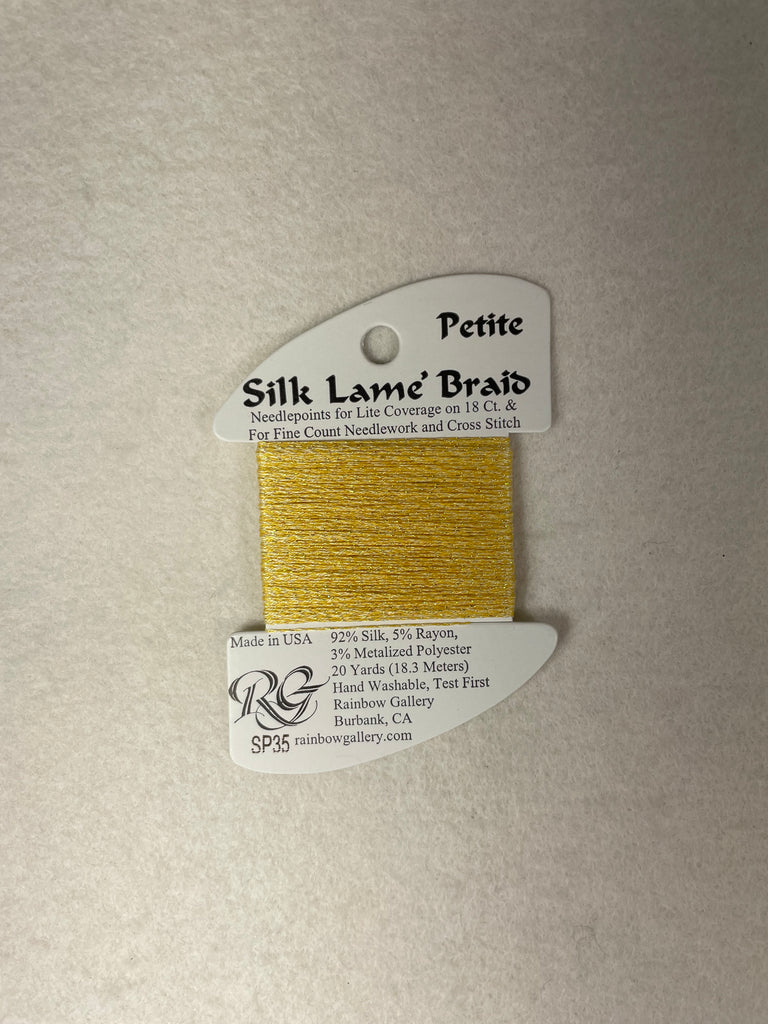 Petite
Silk Lame' Braid
Needlepoints for Lite Coverage on 18 Ct. &
For Fine Count Needlework and Cross Stitch
Made in USA
92% Silk, 5% Rayon,
3% Metalized Polyester
20 Yards (18.3 Meters)
Hand Washable, Test First
Rainbow Gallery
Burbank, CA
RG
SP35 rainbowgallery.com